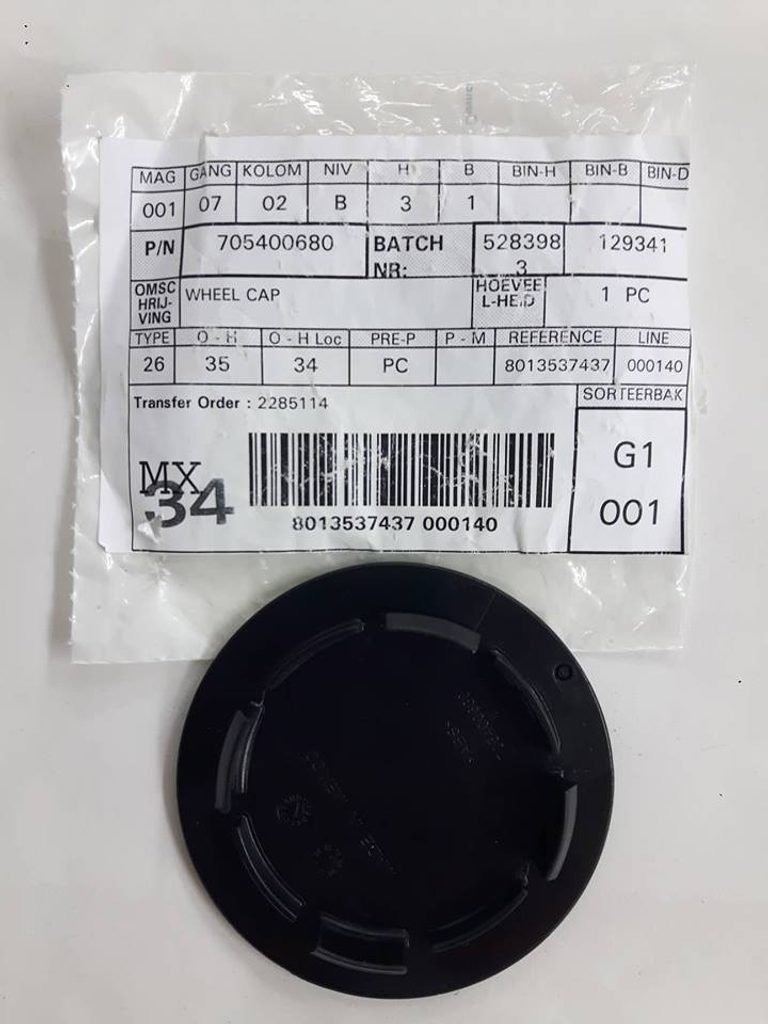 MAG GANG KOLOM NIV H B BIN-H BIN-B BIN-D
001 07 02 B 3 1
P/N 705400680 BATCH NR: 528398 3 129341
OMSC HRIJ- VING WHEEL CAP HOEVEE L-HEID 1 PC
TYPE O - H O - H Loc PRE-P P - M REFERENCE LINE
26 35 34 PC 8013537437 000140
Transfer Order : 2285114 SORTEERBAK
MX
34
8013537437 000140
G1
001